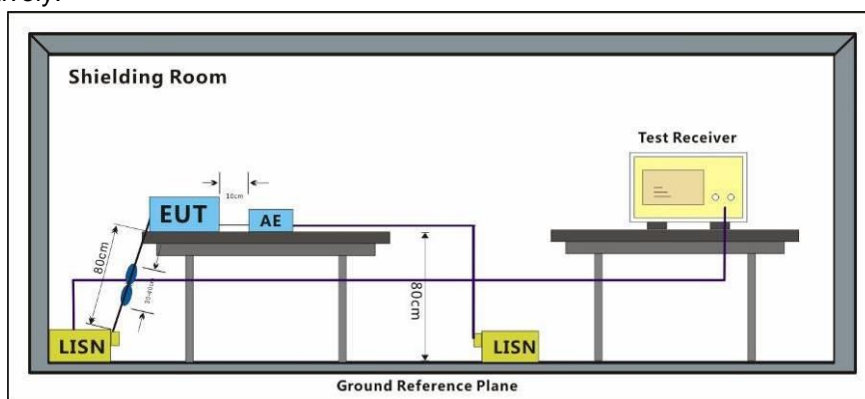 Shielding Room
Test Receiver
10cm
EUT
AE
80cm
80cm
LISN
LISN
Ground Reference Plane